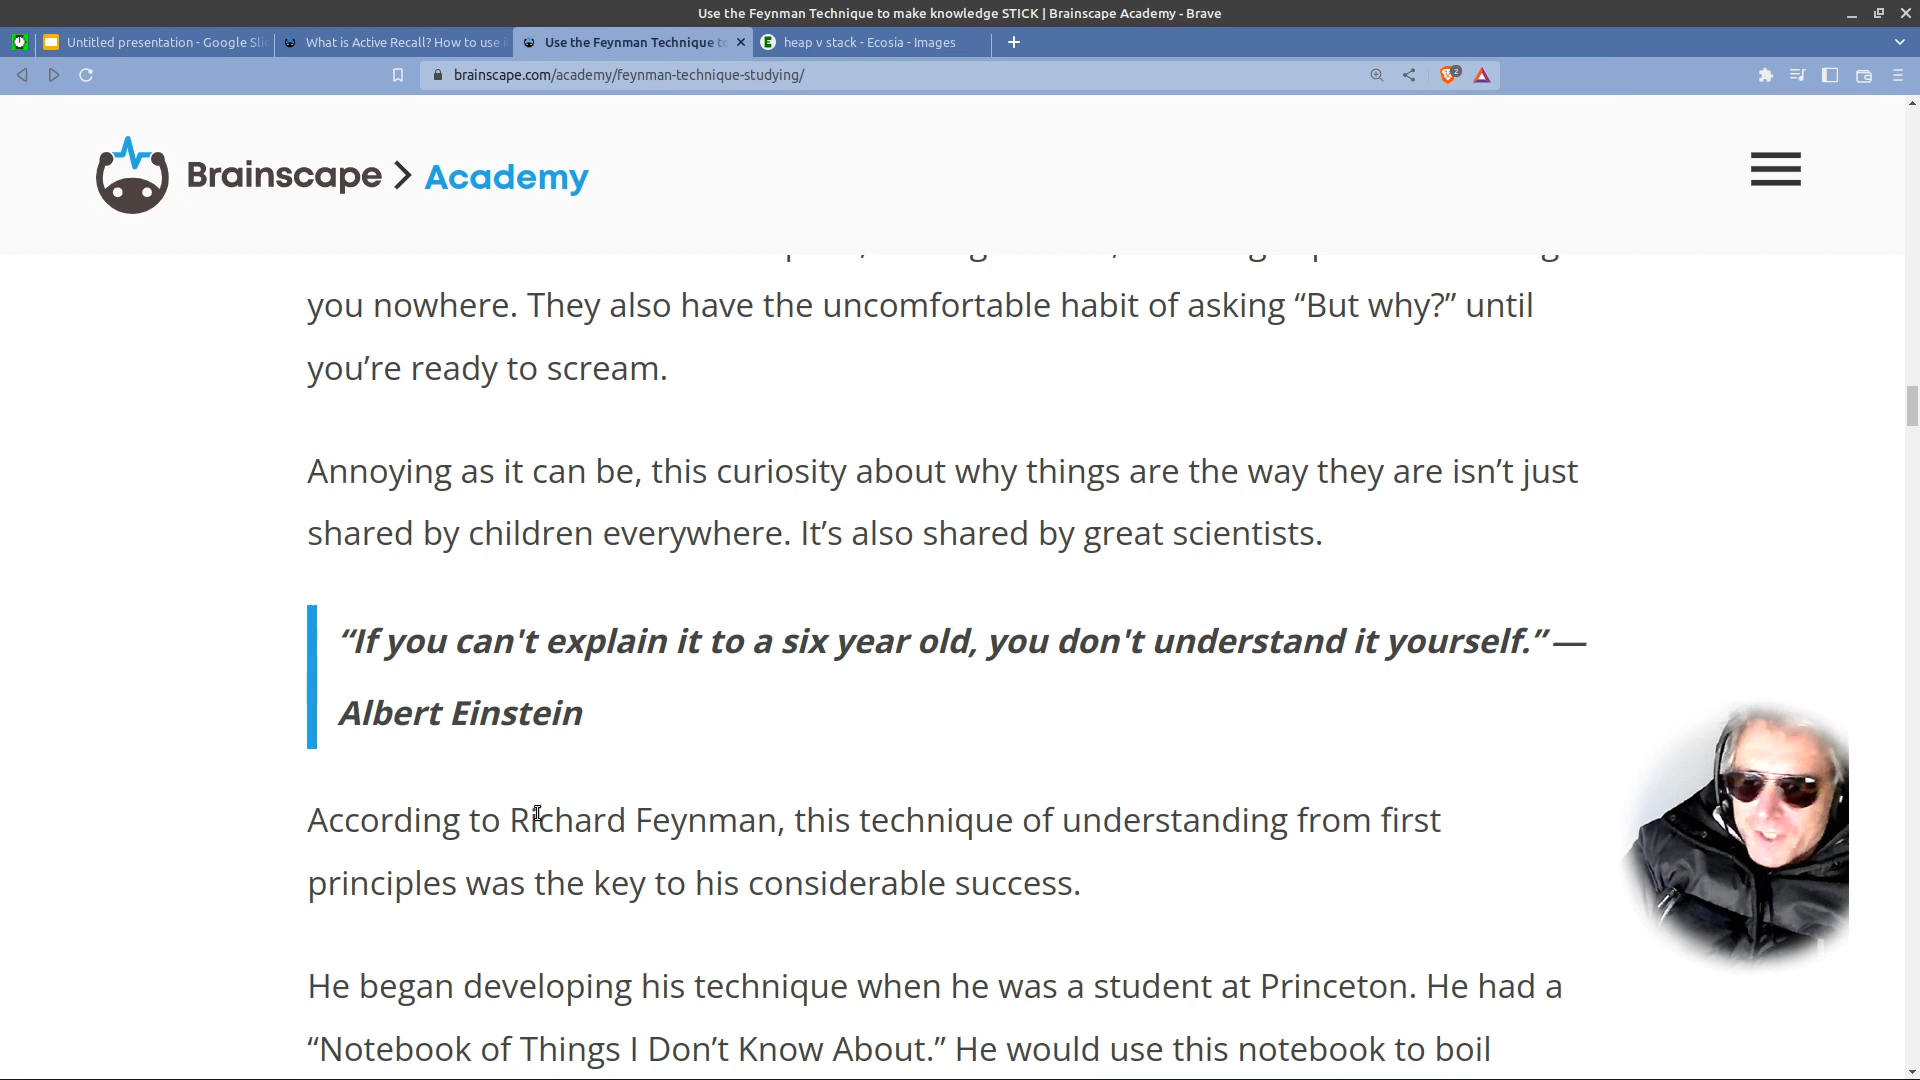 Use the Feynman Technique to make knowledge STICK | Brainscape Academy - Brave
Untitled presentation - Google Sli
What is Active Recall? How to use i
Use the Feynman Technique to
heap v stack - Ecosia - Images
brainscape.com/academy/feynman-technique-studying/
2
Brainscape > Academy
you nowhere. They also have the uncomfortable habit of asking “But why?” until
you’re ready to scream.
Annoying as it can be, this curiosity about why things are the way they are isn’t just
shared by children everywhere. It’s also shared by great scientists.
“If you can't explain it to a six year old, you don't understand it yourself.” —
Albert Einstein
According to Richard Feynman, this technique of understanding from first
principles was the key to his considerable success.
He began developing his technique when he was a student at Princeton. He had a
“Notebook of Things I Don’t Know About.” He would use this notebook to boil